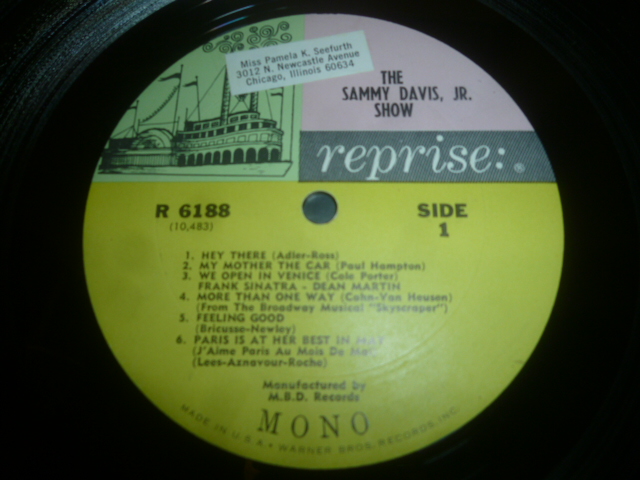 Miss Pamela K. Seefurth
3012 N. Newcastle Avenue
Chicago, Illinois 60634
THE
SAMMY DAVIS, JR.
SHOW
reprise:®
R 6188
(10,483)
SIDE
1
1. HEY THERE (Adler-Ross)
2. MY MOTHER THE CAR (Paul Hampton)
3. WE OPEN IN VENICE (Cole Porter)
FRANK SINATRA - DEAN MARTIN
4. MORE THAN ONE WAY (Cahn-Van Heusen)
(From The Broadway Musical "Skyscraper")
5. FEELING GOOD
(Bricusse-Newley)
6. PARIS IS AT HER BEST IN MAY
(J'Aime Paris Au Mois De Mai)
(Lees-Aznavour-Roche)
Manufactured by
M.B.D. Records
MONO
MADE IN U.S.A • WARNER BROS. RECORDS, INC.